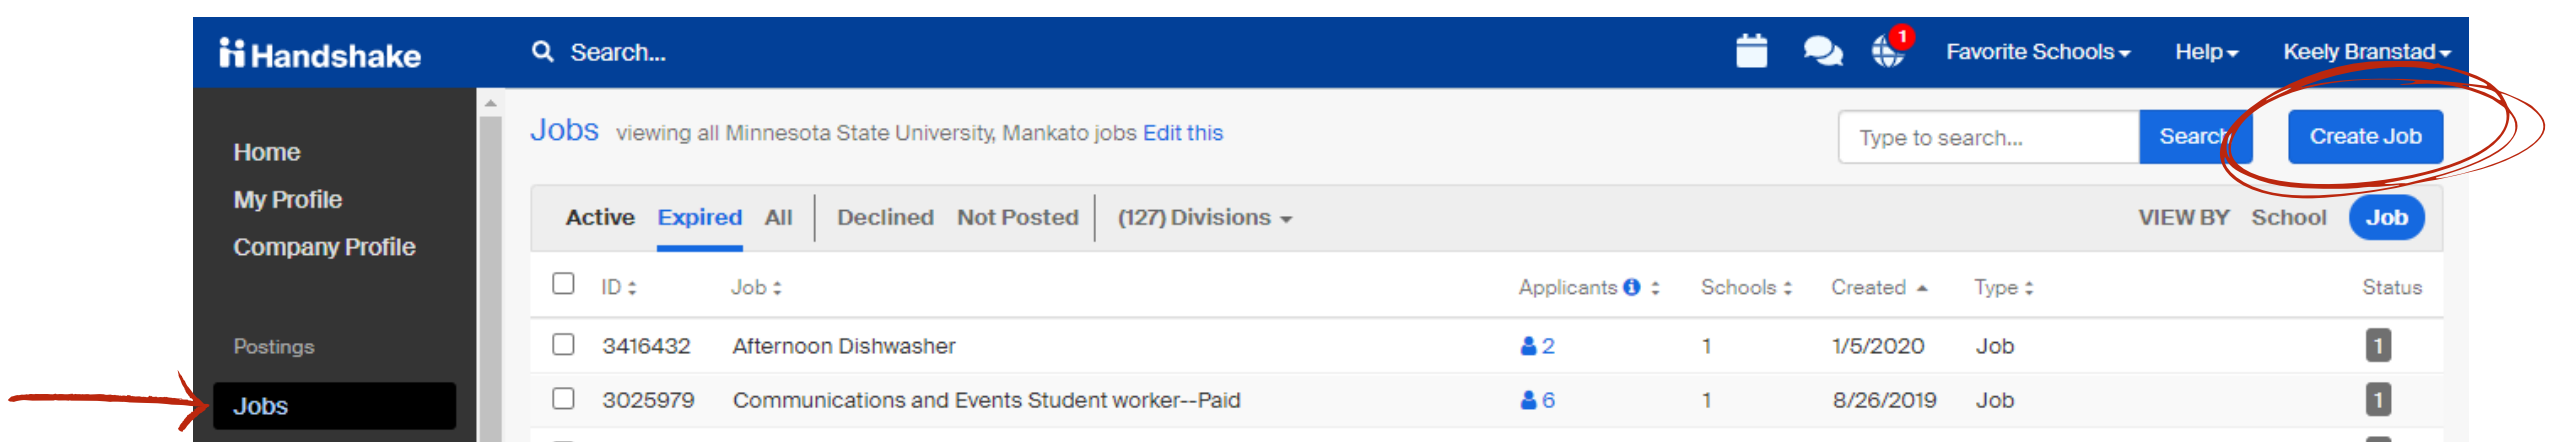 Handshake
Search...
1
Favorite Schools
Help
Keely Branstad
Home
My Profile
Company Profile
Postings
Jobs
Jobs viewing all Minnesota State University, Mankato jobs Edit this
Type to search...
Search
Create Job
Active Expired All Declined Not Posted (127) Divisions
VIEW BY School Job
ID Job Applicants Schools Created Type Status
3416432 Afternoon Dishwasher 2 1 1/5/2020 Job 1
3025979 Communications and Events Student worker--Paid 6 1 8/26/2019 Job 1